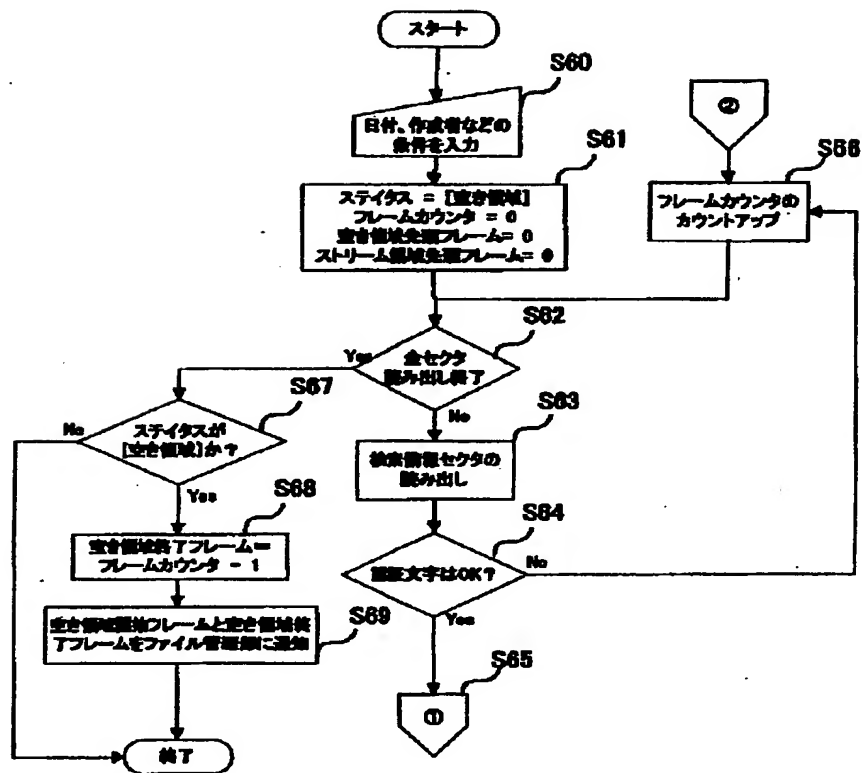 スタート
S60
日付、作成者などの
条件を入力
②
S61
S66
ステイタス = [空き領域]
フレームカウンタ = 0
空き領域先頭フレーム= 0
ストリーム領域先頭フレーム= 0
フレームカウンタの
カウントアップ
S62
Yes
全セクタ
読み出し終了
S67
No
S63
No
ステイタスが
[空き領域]か?
検索情報セクタの
読み出し
Yes
S68
S64
空き領域終了フレーム=
フレームカウンタ - 1
認証文字はOK?
No
Yes
空き領域開始フレームと空き領域終
了フレームをファイル管理部に通知
S69
S65
①
終了